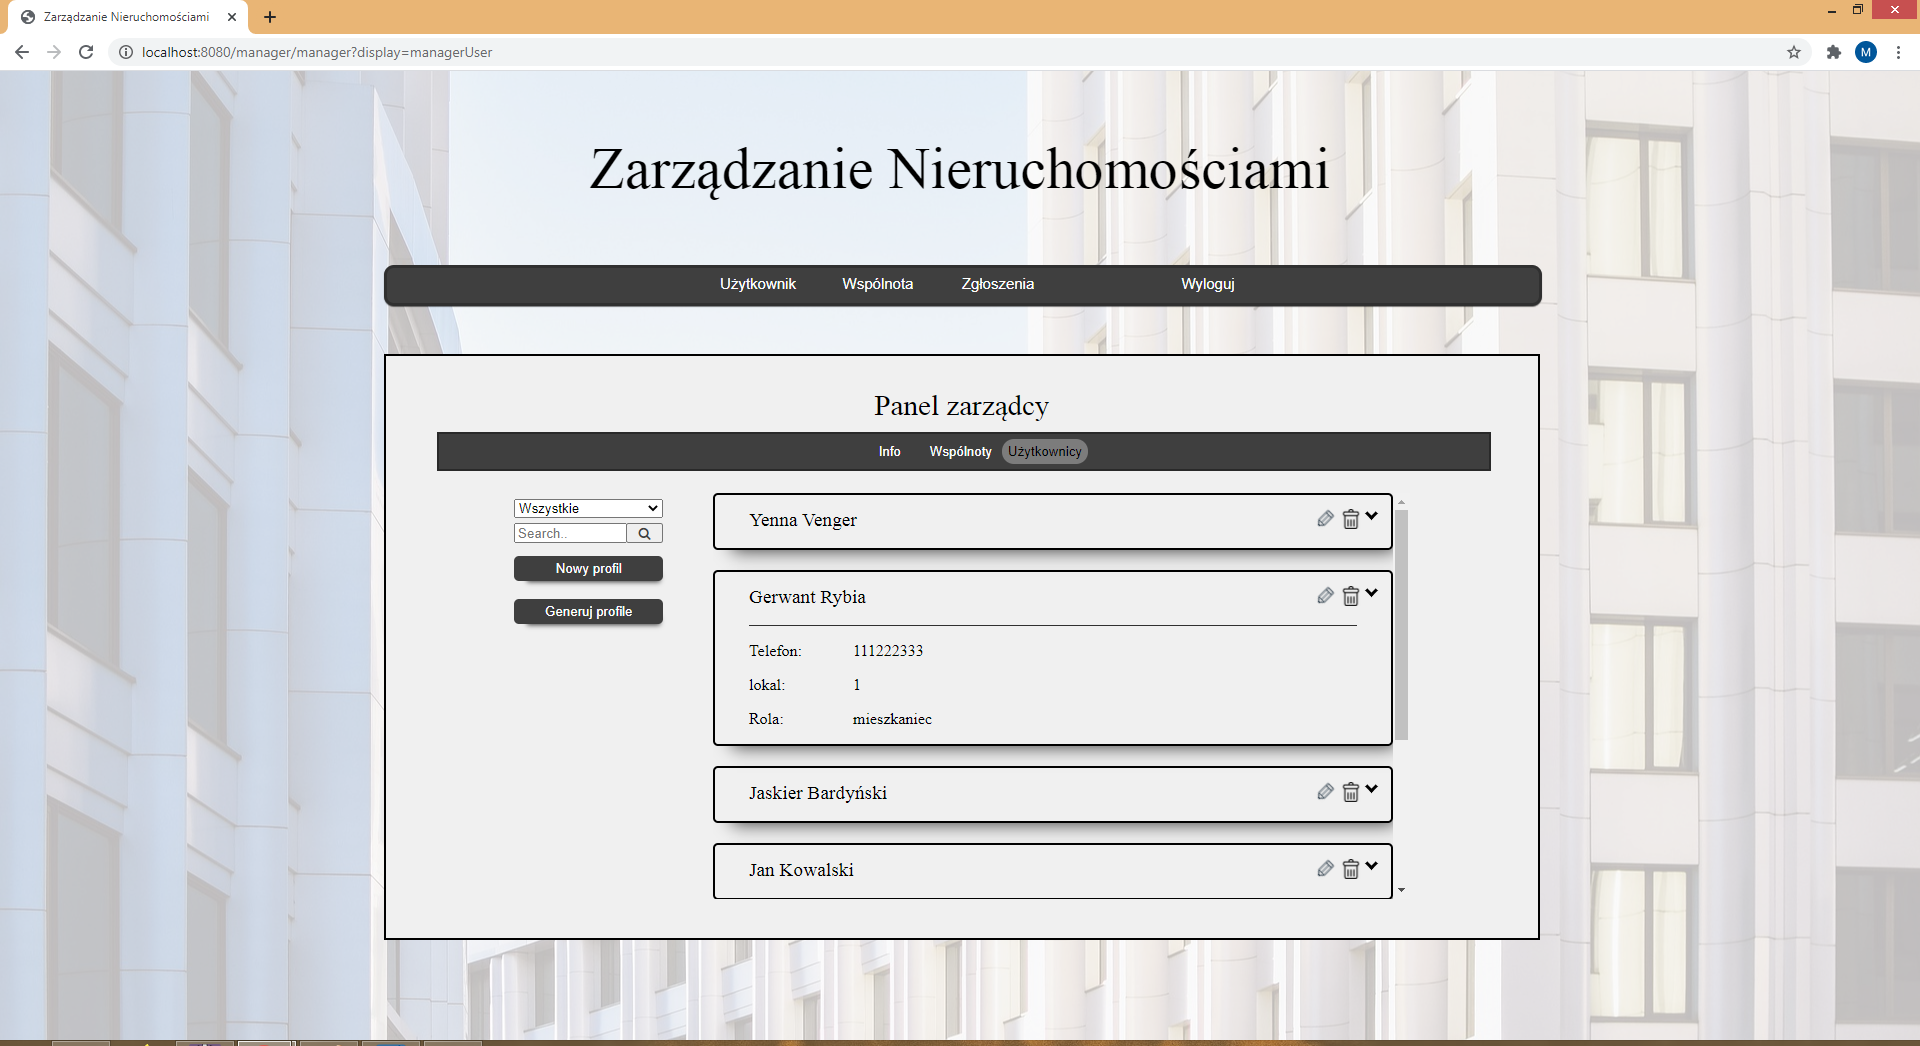 Zarządzanie Nieruchomościami
localhost:8080/manager/manager?display=managerUser
M
Zarządzanie Nieruchomościami
Użytkownik Wspólnota Zgłoszenia Wyloguj
Panel zarządcy
Info Wspólnoty Użytkownicy
Wszystkie
Search..
Nowy profil
Generuj profile
Yenna Venger
Gerwant Rybia
Telefon: 111222333
lokal: 1
Rola: mieszkaniec
Jaskier Bardyński
Jan Kowalski